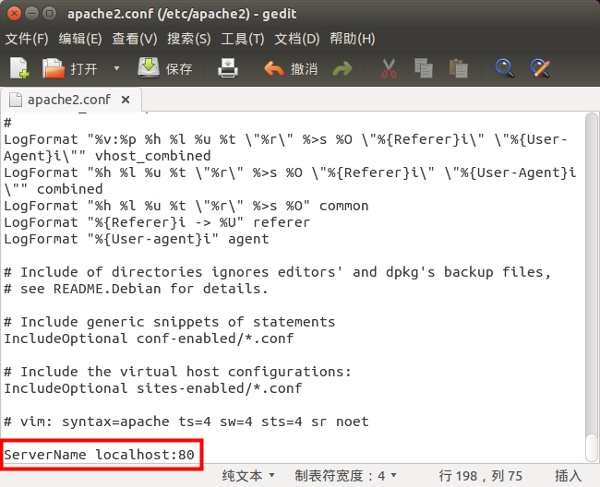 apache2.conf (/etc/apache2) - gedit
文件(F) 编辑(E) 查看(V) 搜索(S) 工具(T) 文档(D) 帮助(H)
打开 保存 撤消
apache2.conf ×
#
LogFormat "%v:%p %h %l %u %t \"%r\" %>s %O \"%{Referer}i\" \"%{User-
Agent}i\"" vhost_combined
LogFormat "%h %l %u %t \"%r\" %>s %O \"%{Referer}i\" \"%{User-Agent}i
\"" combined
LogFormat "%h %l %u %t \"%r\" %>s %O" common
LogFormat "%{Referer}i -> %U" referer
LogFormat "%{User-agent}i" agent
# Include of directories ignores editors' and dpkg's backup files,
# see README.Debian for details.
# Include generic snippets of statements
IncludeOptional conf-enabled/*.conf
# Include the virtual host configurations:
IncludeOptional sites-enabled/*.conf
# vim: syntax=apache ts=4 sw=4 sts=4 sr noet
ServerName localhost:80
纯文本 制表符宽度：4 行 198，列 75 插入